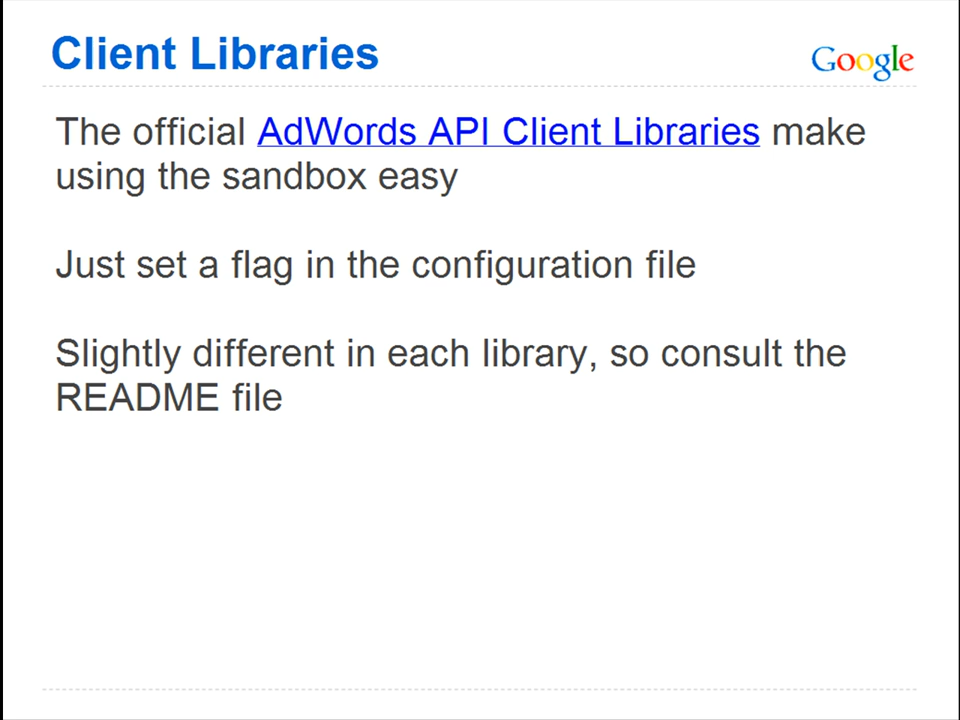 Client Libraries
Google
The official AdWords API Client Libraries make
using the sandbox easy
Just set a flag in the configuration file
Slightly different in each library, so consult the
README file